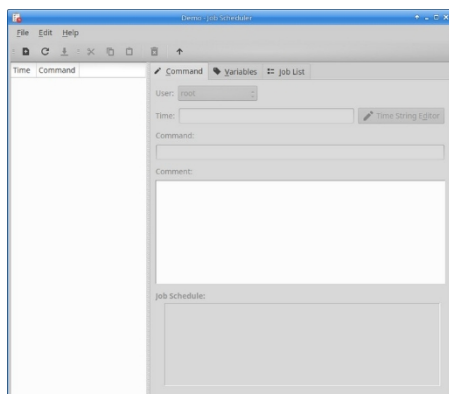 Demo - Job Scheduler
File Edit Help
Time Command
Command Variables Job List
User: root
Time: Time String Editor
Command:
Comment:
Job Schedule: